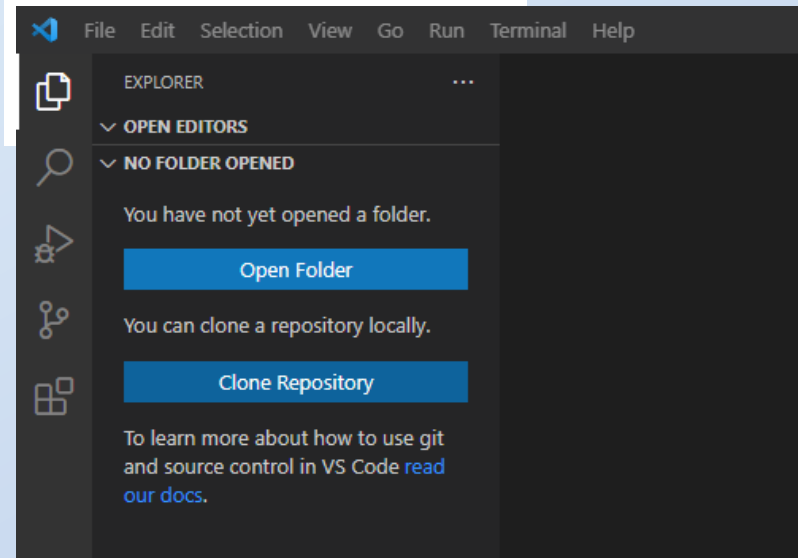 File Edit Selection View Go Run Terminal Help
EXPLORER
OPEN EDITORS
NO FOLDER OPENED
You have not yet opened a folder.
Open Folder
You can clone a repository locally.
Clone Repository
To learn more about how to use git
and source control in VS Code read
our docs.